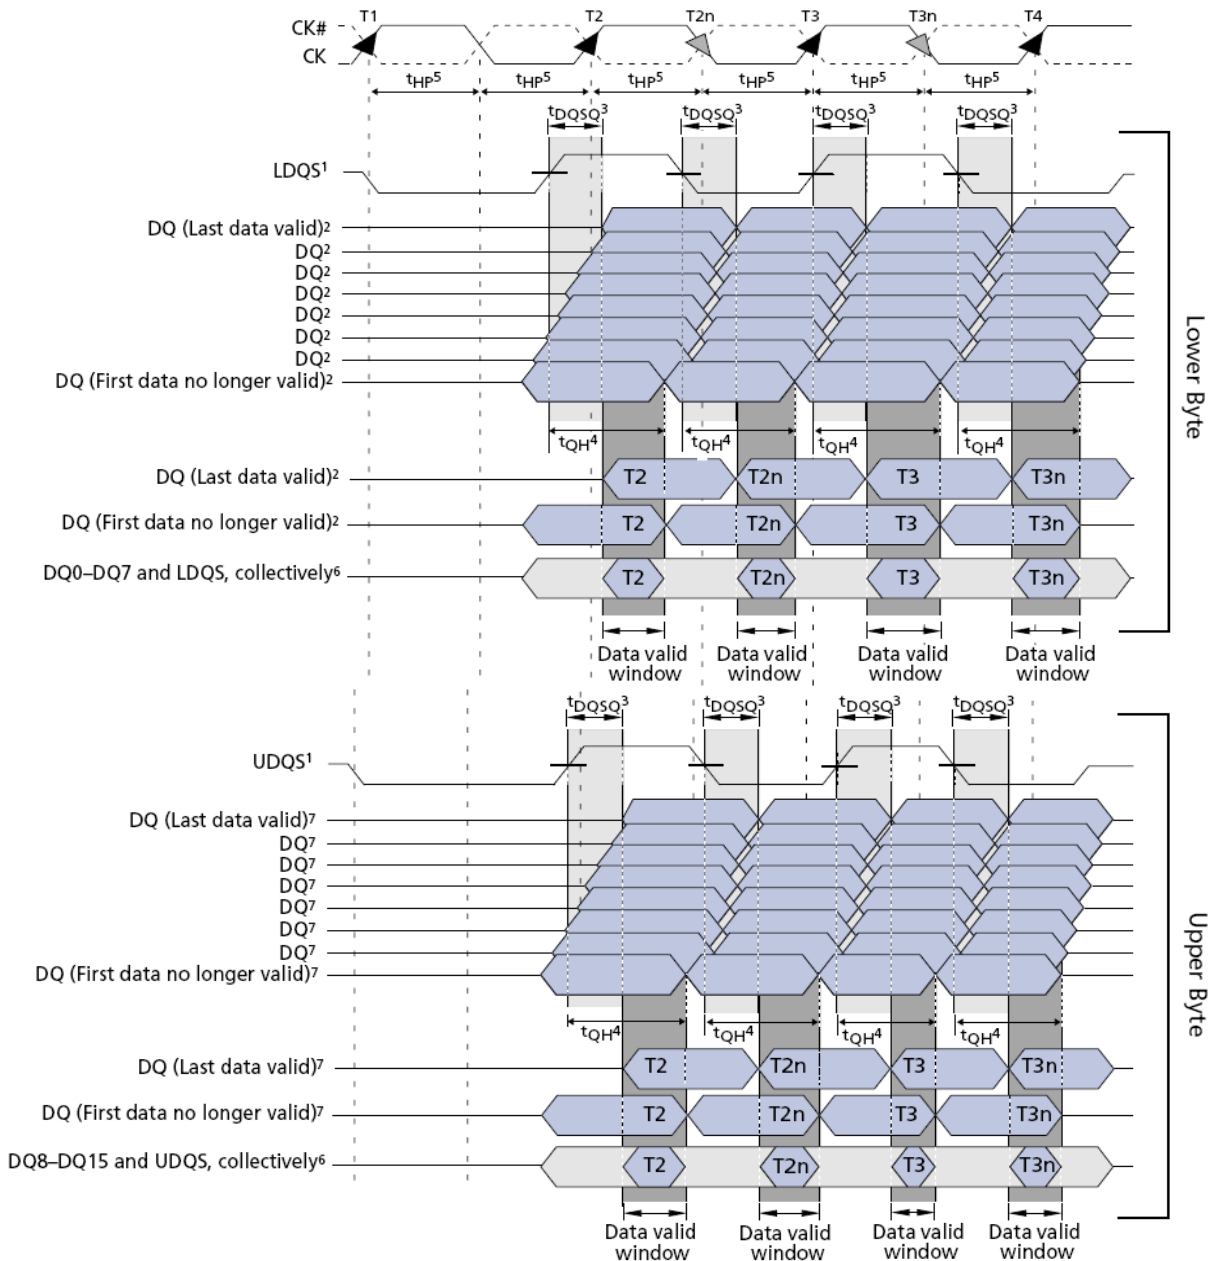 T1 T2 T2n T3 T3n T4
CK#
CK
tHP5 tHP5 tHP5 tHP5 tHP5 tHP5
tDQSQ3 tDQSQ3 tDQSQ3 tDQSQ3
LDQS1
DQ (Last data valid)2
DQ2
DQ2
DQ2
DQ2
DQ2
DQ2
DQ (First data no longer valid)2
tQH4 tQH4 tQH4 tQH4
DQ (Last data valid)2 T2 T2n T3 T3n
DQ (First data no longer valid)2 T2 T2n T3 T3n
DQ0–DQ7 and LDQS, collectively6 T2 T2n T3 T3n
Data valid window Data valid window Data valid window Data valid window
Lower Byte
tDQSQ3 tDQSQ3 tDQSQ3 tDQSQ3
UDQS1
DQ (Last data valid)7
DQ7
DQ7
DQ7
DQ7
DQ7
DQ7
DQ (First data no longer valid)7
tQH4 tQH4 tQH4 tQH4
DQ (Last data valid)7 T2 T2n T3 T3n
DQ (First data no longer valid)7 T2 T2n T3 T3n
DQ8–DQ15 and UDQS, collectively6 T2 T2n T3 T3n
Data valid window Data valid window Data valid window Data valid window
Upper Byte